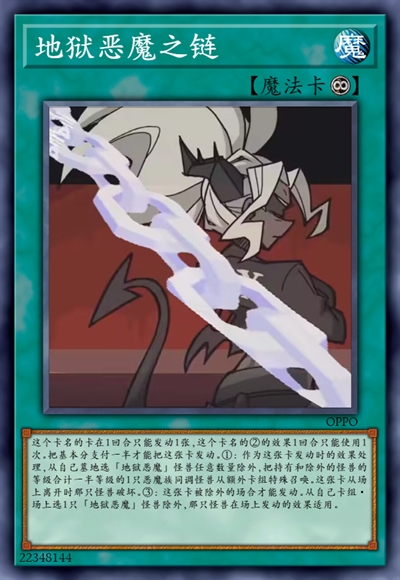 地狱恶魔之链
魔
【魔法卡】
OPPO
这个卡名的卡在1回合只能发动1张,这个卡名的②的效果1回合只能使用1
次。把基本分支付一半才能把这张卡发动。①：作为这张卡发动时的效果处
理,从自己墓地选「地狱恶魔」怪兽任意数量除外,把持有和除外的怪兽的
等级合计一半等级的1只恶魔族同调怪兽从额外卡组特殊召唤。这张卡从场
上离开时那只怪兽破坏。③：这张卡被除外的场合才能发动。从自己卡组·
场上选1只「地狱恶魔」怪兽除外,那只怪兽在场上发动的效果适用。
22348144